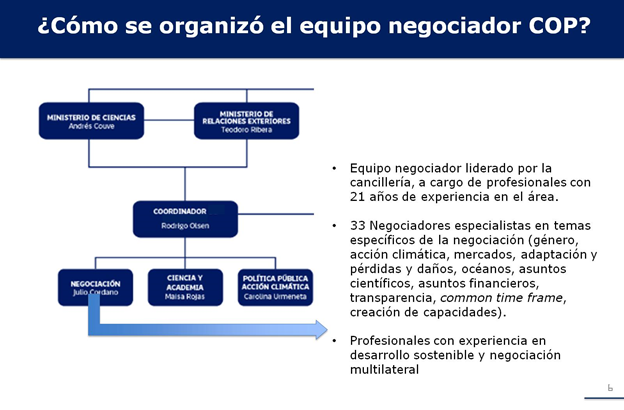 ¿Cómo se organizó el equipo negociador COP?
MINISTERIO DE CIENCIAS
Andrés Couve
MINISTERIO DE
RELACIONES EXTERIORES
Teodoro Ribera
COORDINADOR
Rodrigo Olsen
NEGOCIACIÓN
Julio Cordano
CIENCIA Y
ACADEMIA
Maisa Rojas
POLÍTICA PÚBLICA
ACCIÓN CLIMÁTICA
Carolina Urmeneta
• Equipo negociador liderado por la
cancillería, a cargo de profesionales con
21 años de experiencia en el área.
• 33 Negociadores especialistas en temas
específicos de la negociación (género,
acción climática, mercados, adaptación y
pérdidas y daños, océanos, asuntos
científicos, asuntos financieros,
transparencia, common time frame,
creación de capacidades).
• Profesionales con experiencia en
desarrollo sostenible y negociación
multilateral